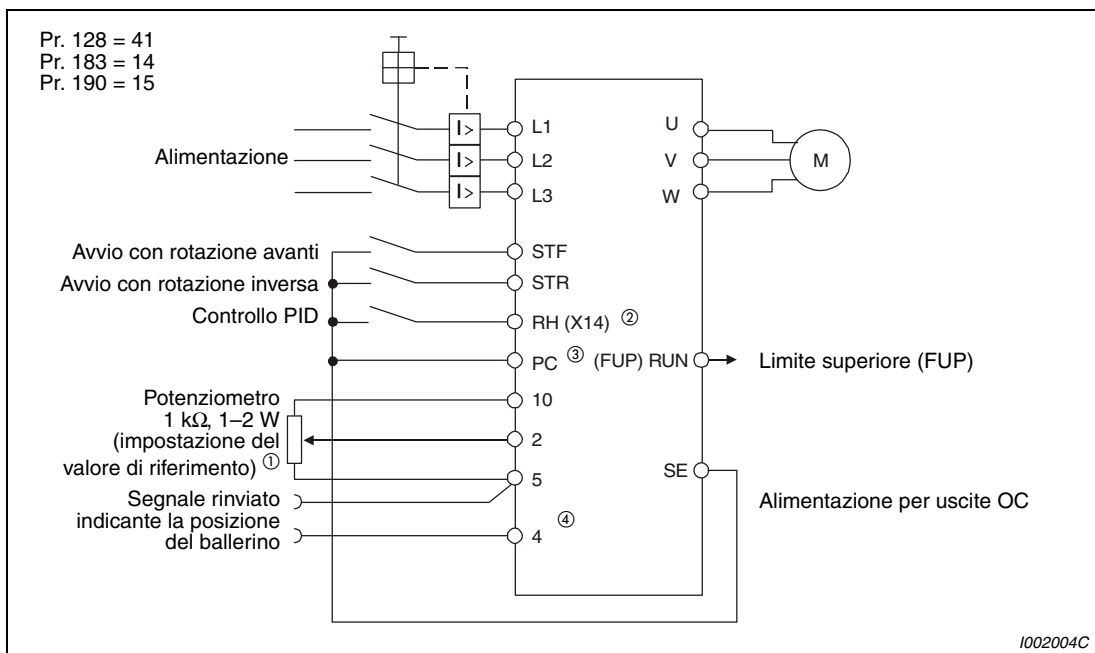 Pr. 128 = 41
Pr. 183 = 14
Pr. 190 = 15
Alimentazione
I>
I>
I>
L1
L2
L3
U
V
W
M
Avvio con rotazione avanti
STF
Avvio con rotazione inversa
STR
Controllo PID
RH (X14) ②
PC ③ (FUP) RUN
Limite superiore (FUP)
Potenziometro
1 kΩ, 1–2 W
(impostazione del
valore di riferimento) ①
10
2
5
SE
Segnale rinviato
indicante la posizione
del ballerino
4 ④
Alimentazione per uscite OC
I002004C